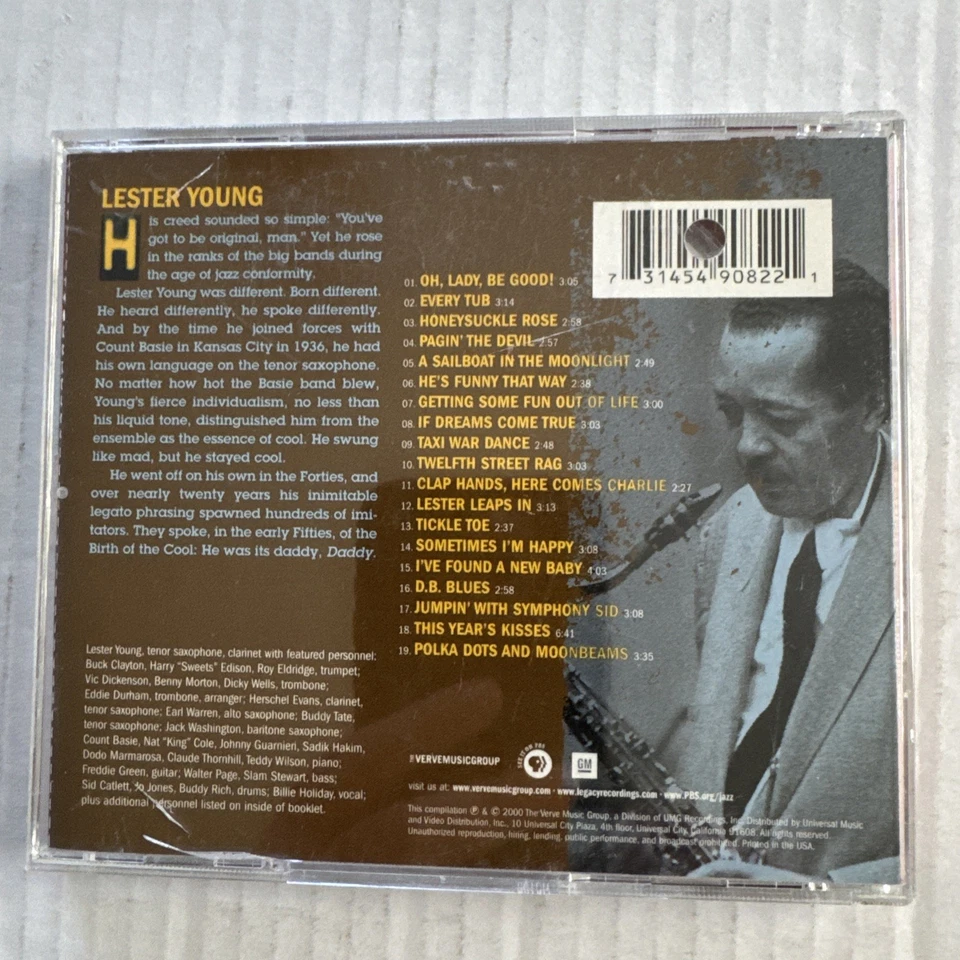 LESTER YOUNG
His creed sounded so simple: "You've
got to be original, man." Yet he rose
in the ranks of the big bands during
the age of jazz conformity.
Lester Young was different. Born different.
He heard differently, he spoke differently.
And by the time he joined forces with
Count Basie in Kansas City in 1936, he had
his own language on the tenor saxophone.
No matter how hot the Basie band blew,
Young's fierce individualism, no less than
his liquid tone, distinguished him from the
ensemble as the essence of cool. He swung
like mad, but he stayed cool.
He went off on his own in the Forties, and
over nearly twenty years his inimitable
legato phrasing spawned hundreds of imi-
tators. They spoke, in the early Fifties, of the
Birth of the Cool: He was its daddy, Daddy.
Lester Young, tenor saxophone, clarinet with featured personnel:
Buck Clayton, Harry "Sweets" Edison, Roy Eldridge, trumpet;
Vic Dickenson, Benny Morton, Dicky Wells, trombone;
Eddie Durham, trombone, arranger; Herschel Evans, clarinet,
tenor saxophone; Earl Warren, alto saxophone; Buddy Tate,
tenor saxophone; Jack Washington, baritone saxophone;
Count Basie, Nat "King" Cole, Johnny Guarnieri, Sadik Hakim,
Dodo Marmarosa, Claude Thornhill, Teddy Wilson, piano;
Freddie Green, guitar; Walter Page, Slam Stewart, bass;
Sid Catlett, Jo Jones, Buddy Rich, drums; Billie Holiday, vocal;
plus additional personnel listed on inside of booklet.
7 31454 90822 1
01. OH, LADY, BE GOOD! 3:05
02. EVERY TUB 3:14
03. HONEYSUCKLE ROSE 2:58
04. PAGIN' THE DEVIL 2:57
05. A SAILBOAT IN THE MOONLIGHT 2:49
06. HE'S FUNNY THAT WAY 2:38
07. GETTING SOME FUN OUT OF LIFE 3:00
08. IF DREAMS COME TRUE 3:03
09. TAXI WAR DANCE 2:48
10. TWELFTH STREET RAG 3:03
11. CLAP HANDS, HERE COMES CHARLIE 2:27
12. LESTER LEAPS IN 3:13
13. TICKLE TOE 2:37
14. SOMETIMES I'M HAPPY 3:08
15. I'VE FOUND A NEW BABY 4:03
16. D.B. BLUES 2:58
17. JUMPIN' WITH SYMPHONY SID 3:08
18. THIS YEAR'S KISSES 6:41
19. POLKA DOTS AND MOONBEAMS 3:35
THE VERVEMUSICGROUP
SEE IT ON PBS
PBS
GM
visit us at: www.vervemusicgroup.com · www.legacyrecordings.com · www.PBS.org/jazz
This compilation ℗ & © 2000 The Verve Music Group, a Division of UMG Recordings, Inc. Distributed by Universal Music
and Video Distribution, Inc., 10 Universal City Plaza, 4th floor, Universal City, California 91608. All rights reserved.
Unauthorized reproduction, hiring, lending, public performance, and broadcast prohibited. Printed in the USA.